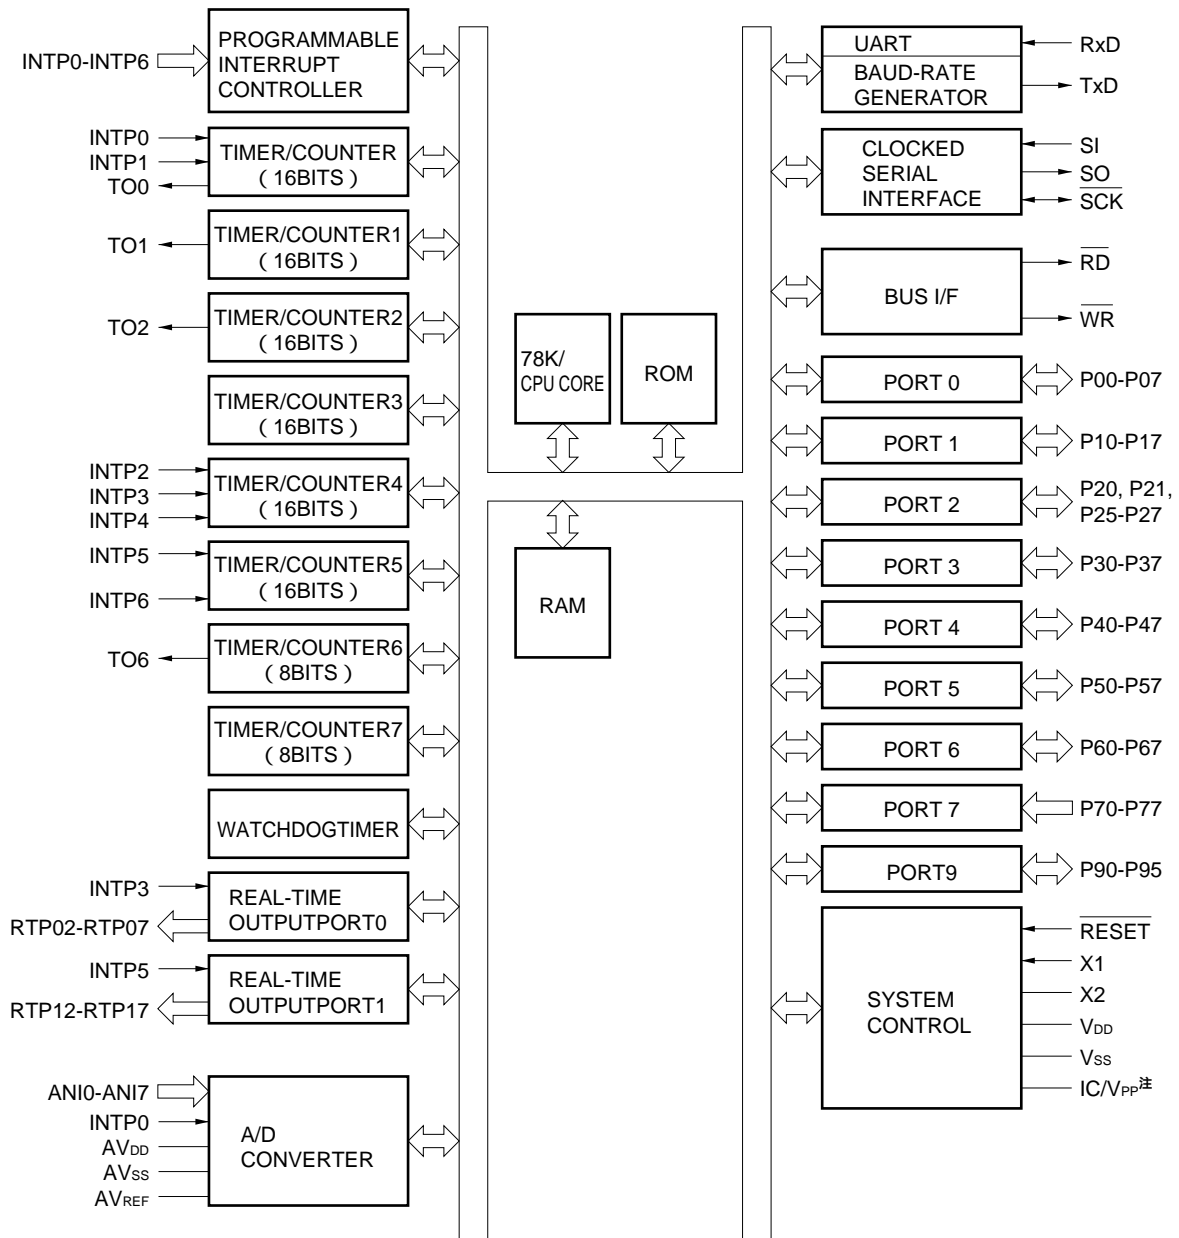 INTP0-INTP6
PROGRAMMABLE
INTERRUPT
CONTROLLER
INTP0
INTP1
TO0
TIMER/COUNTER
(16BITS)
TO1
TIMER/COUNTER1
(16BITS)
TO2
TIMER/COUNTER2
(16BITS)
TIMER/COUNTER3
(16BITS)
INTP2
INTP3
INTP4
TIMER/COUNTER4
(16BITS)
INTP5
INTP6
TIMER/COUNTER5
(16BITS)
TO6
TIMER/COUNTER6
(8BITS)
TIMER/COUNTER7
(8BITS)
WATCHDOGTIMER
INTP3
RTP02-RTP07
REAL-TIME
OUTPUTPORT0
INTP5
RTP12-RTP17
REAL-TIME
OUTPUTPORT1
ANI0-ANI7
INTP0
AVDD
AVSS
AVREF
A/D
CONVERTER
78K/
CPU CORE
ROM
RAM
UART
BAUD-RATE
GENERATOR
RxD
TxD
CLOCKED
SERIAL
INTERFACE
SI
SO
SCK
BUS I/F
RD
WR
PORT 0
P00-P07
PORT 1
P10-P17
PORT 2
P20, P21,
P25-P27
PORT 3
P30-P37
PORT 4
P40-P47
PORT 5
P50-P57
PORT 6
P60-P67
PORT 7
P70-P77
PORT9
P90-P95
SYSTEM
CONTROL
RESET
X1
X2
VDD
VSS
IC/VPP注